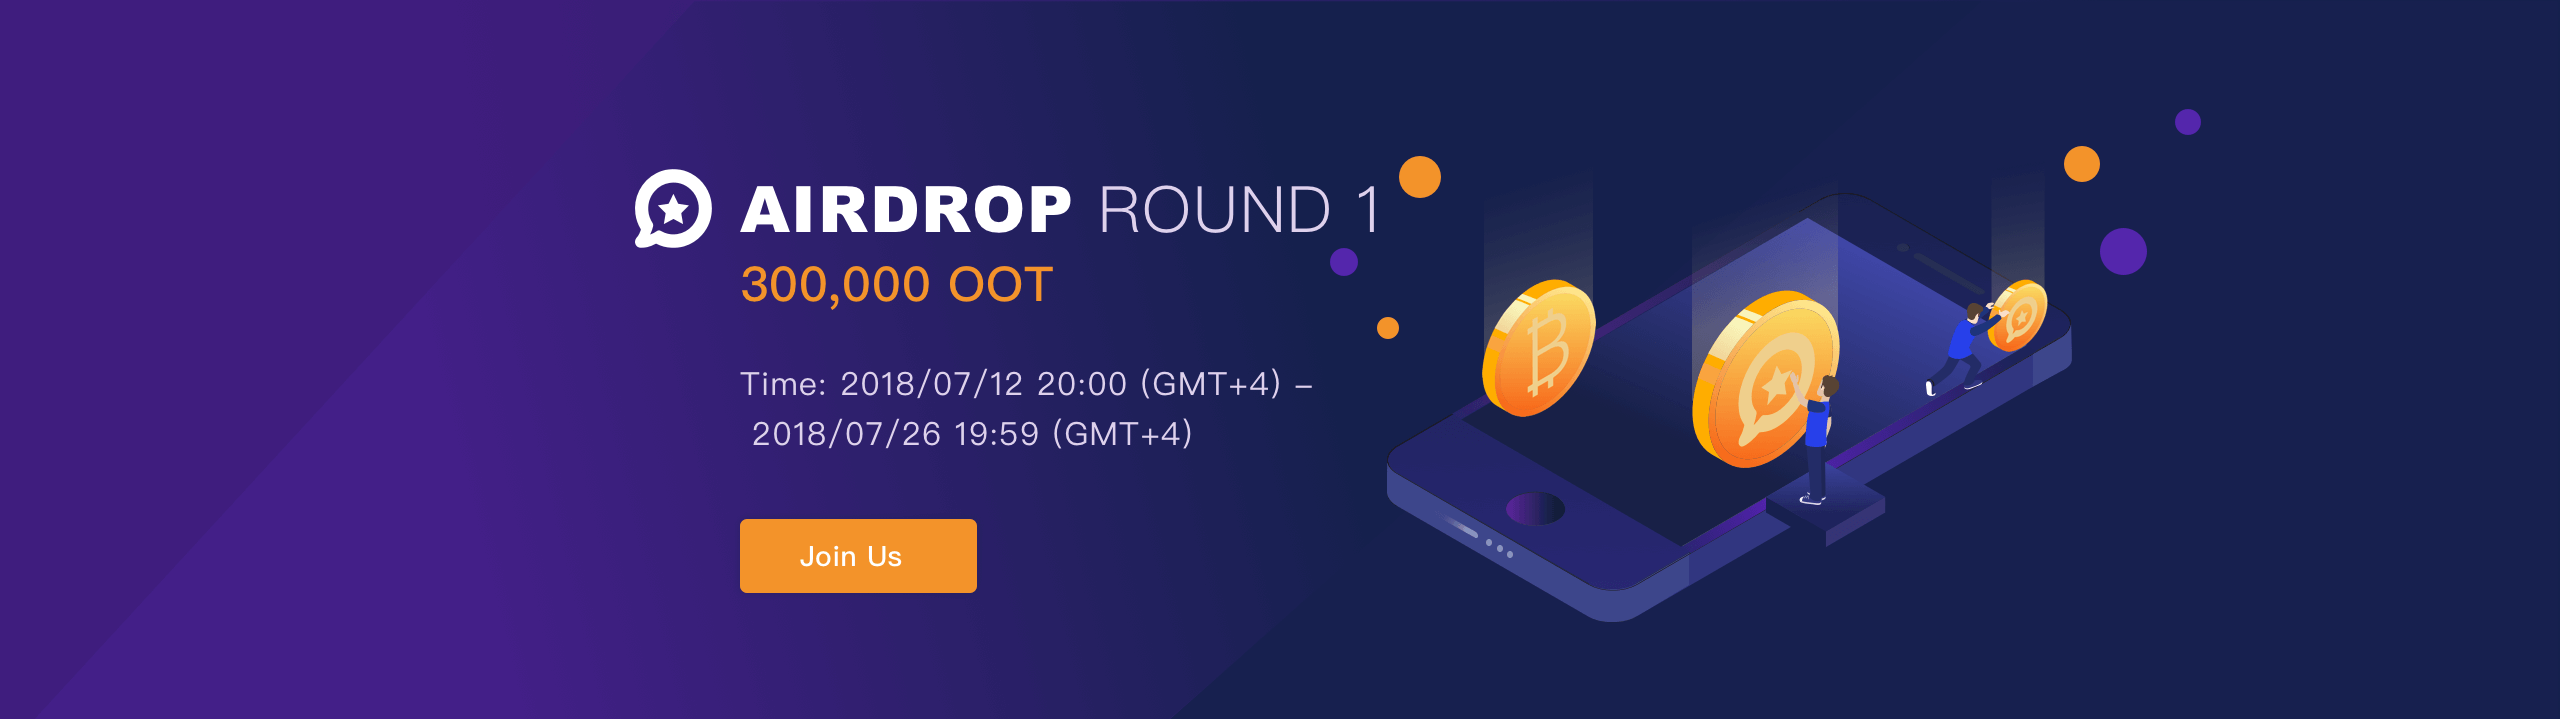 AIRDROP ROUND 1
300,000 OOT
Time: 2018/07/12 20:00 (GMT+4) –
2018/07/26 19:59 (GMT+4)
Join Us